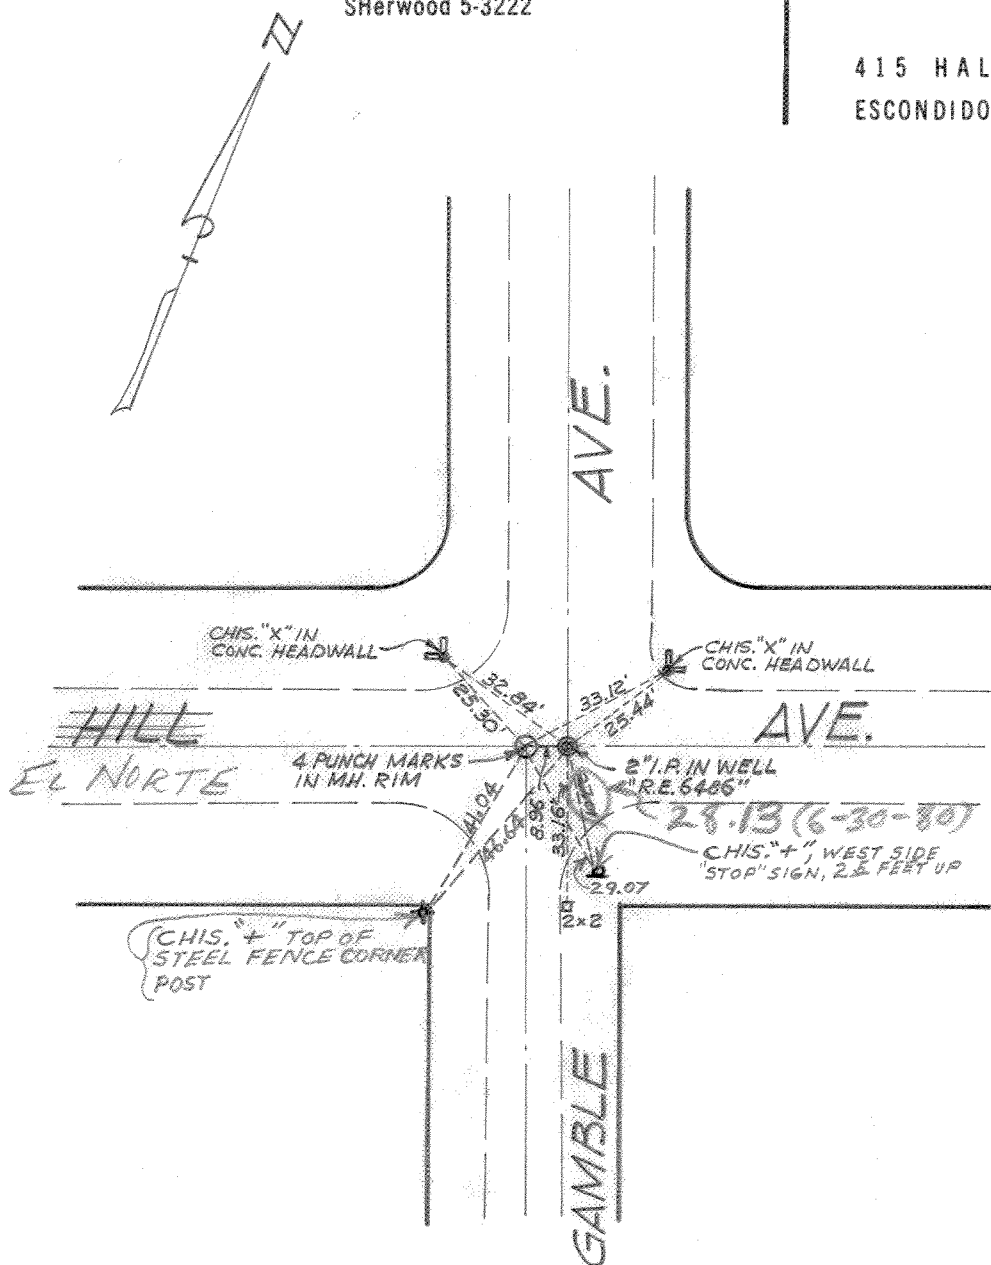 SHerwood 5-3222
415 HAL
ESCONDIDO
N
AVE.
CHIS. "X" IN
CONC. HEADWALL
CHIS. "X" IN
CONC. HEADWALL
32.84'
25.30'
33.12'
25.44'
HILL
AVE.
EL NORTE
4 PUNCH MARKS
IN M.H. RIM
2" I.P. IN WELL
"R.E. 6486"
41.04
46.64
8.96
33.16'
28.13 (6-30-80)
CHIS. "+", WEST SIDE
"STOP" SIGN, 2½ FEET UP
29.07
2x2
CHIS. "+" TOP OF
STEEL FENCE CORNER
POST
GAMBLE